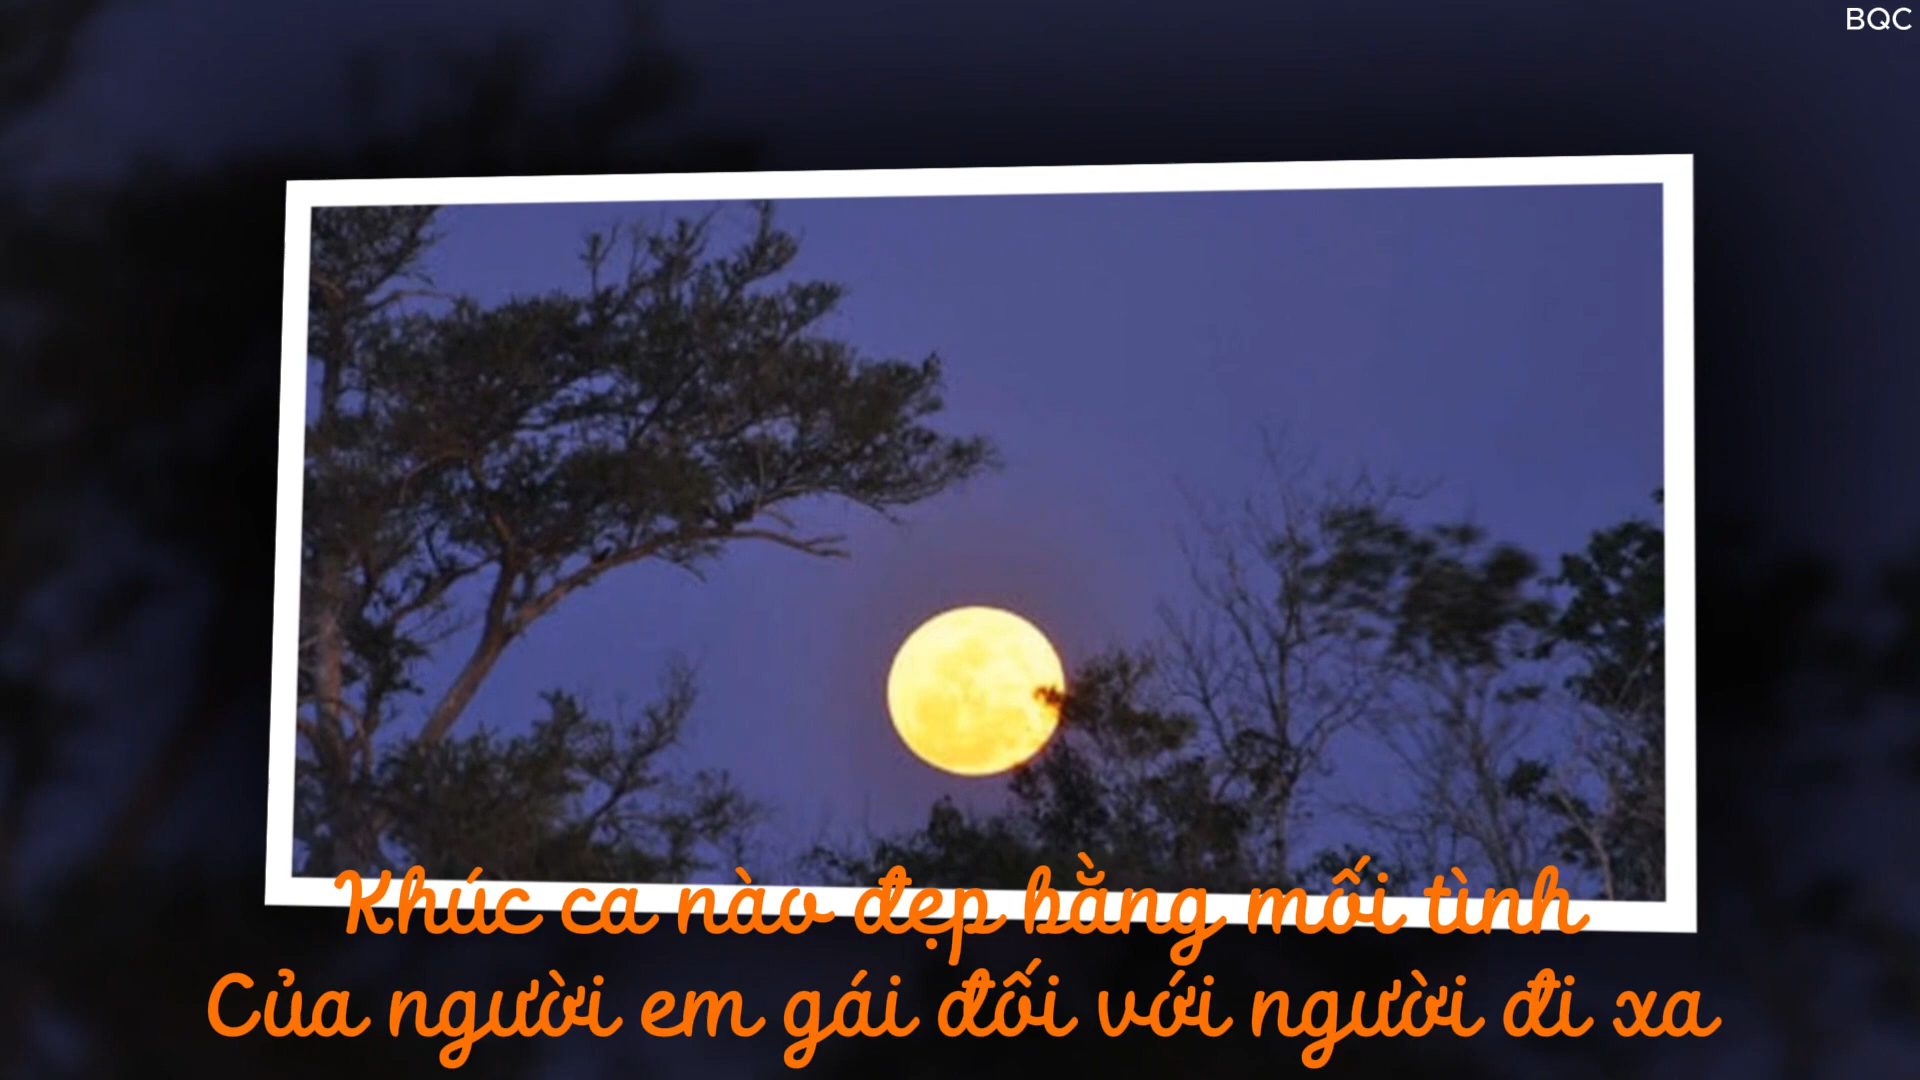 BQC
Khúc ca nào đẹp bằng mối tình
Của người em gái đối với người đi xa